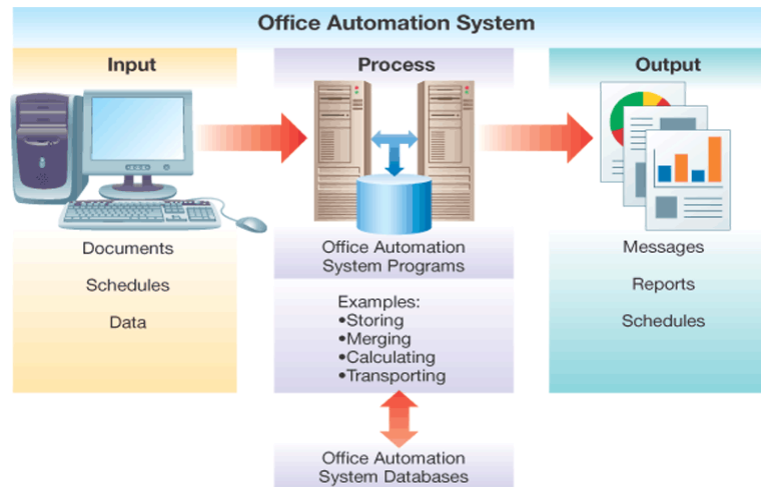 Office Automation System
Input
Documents
Schedules
Data
Process
Office Automation
System Programs
Examples:
•Storing
•Merging
•Calculating
•Transporting
Office Automation
System Databases
Output
Messages
Reports
Schedules